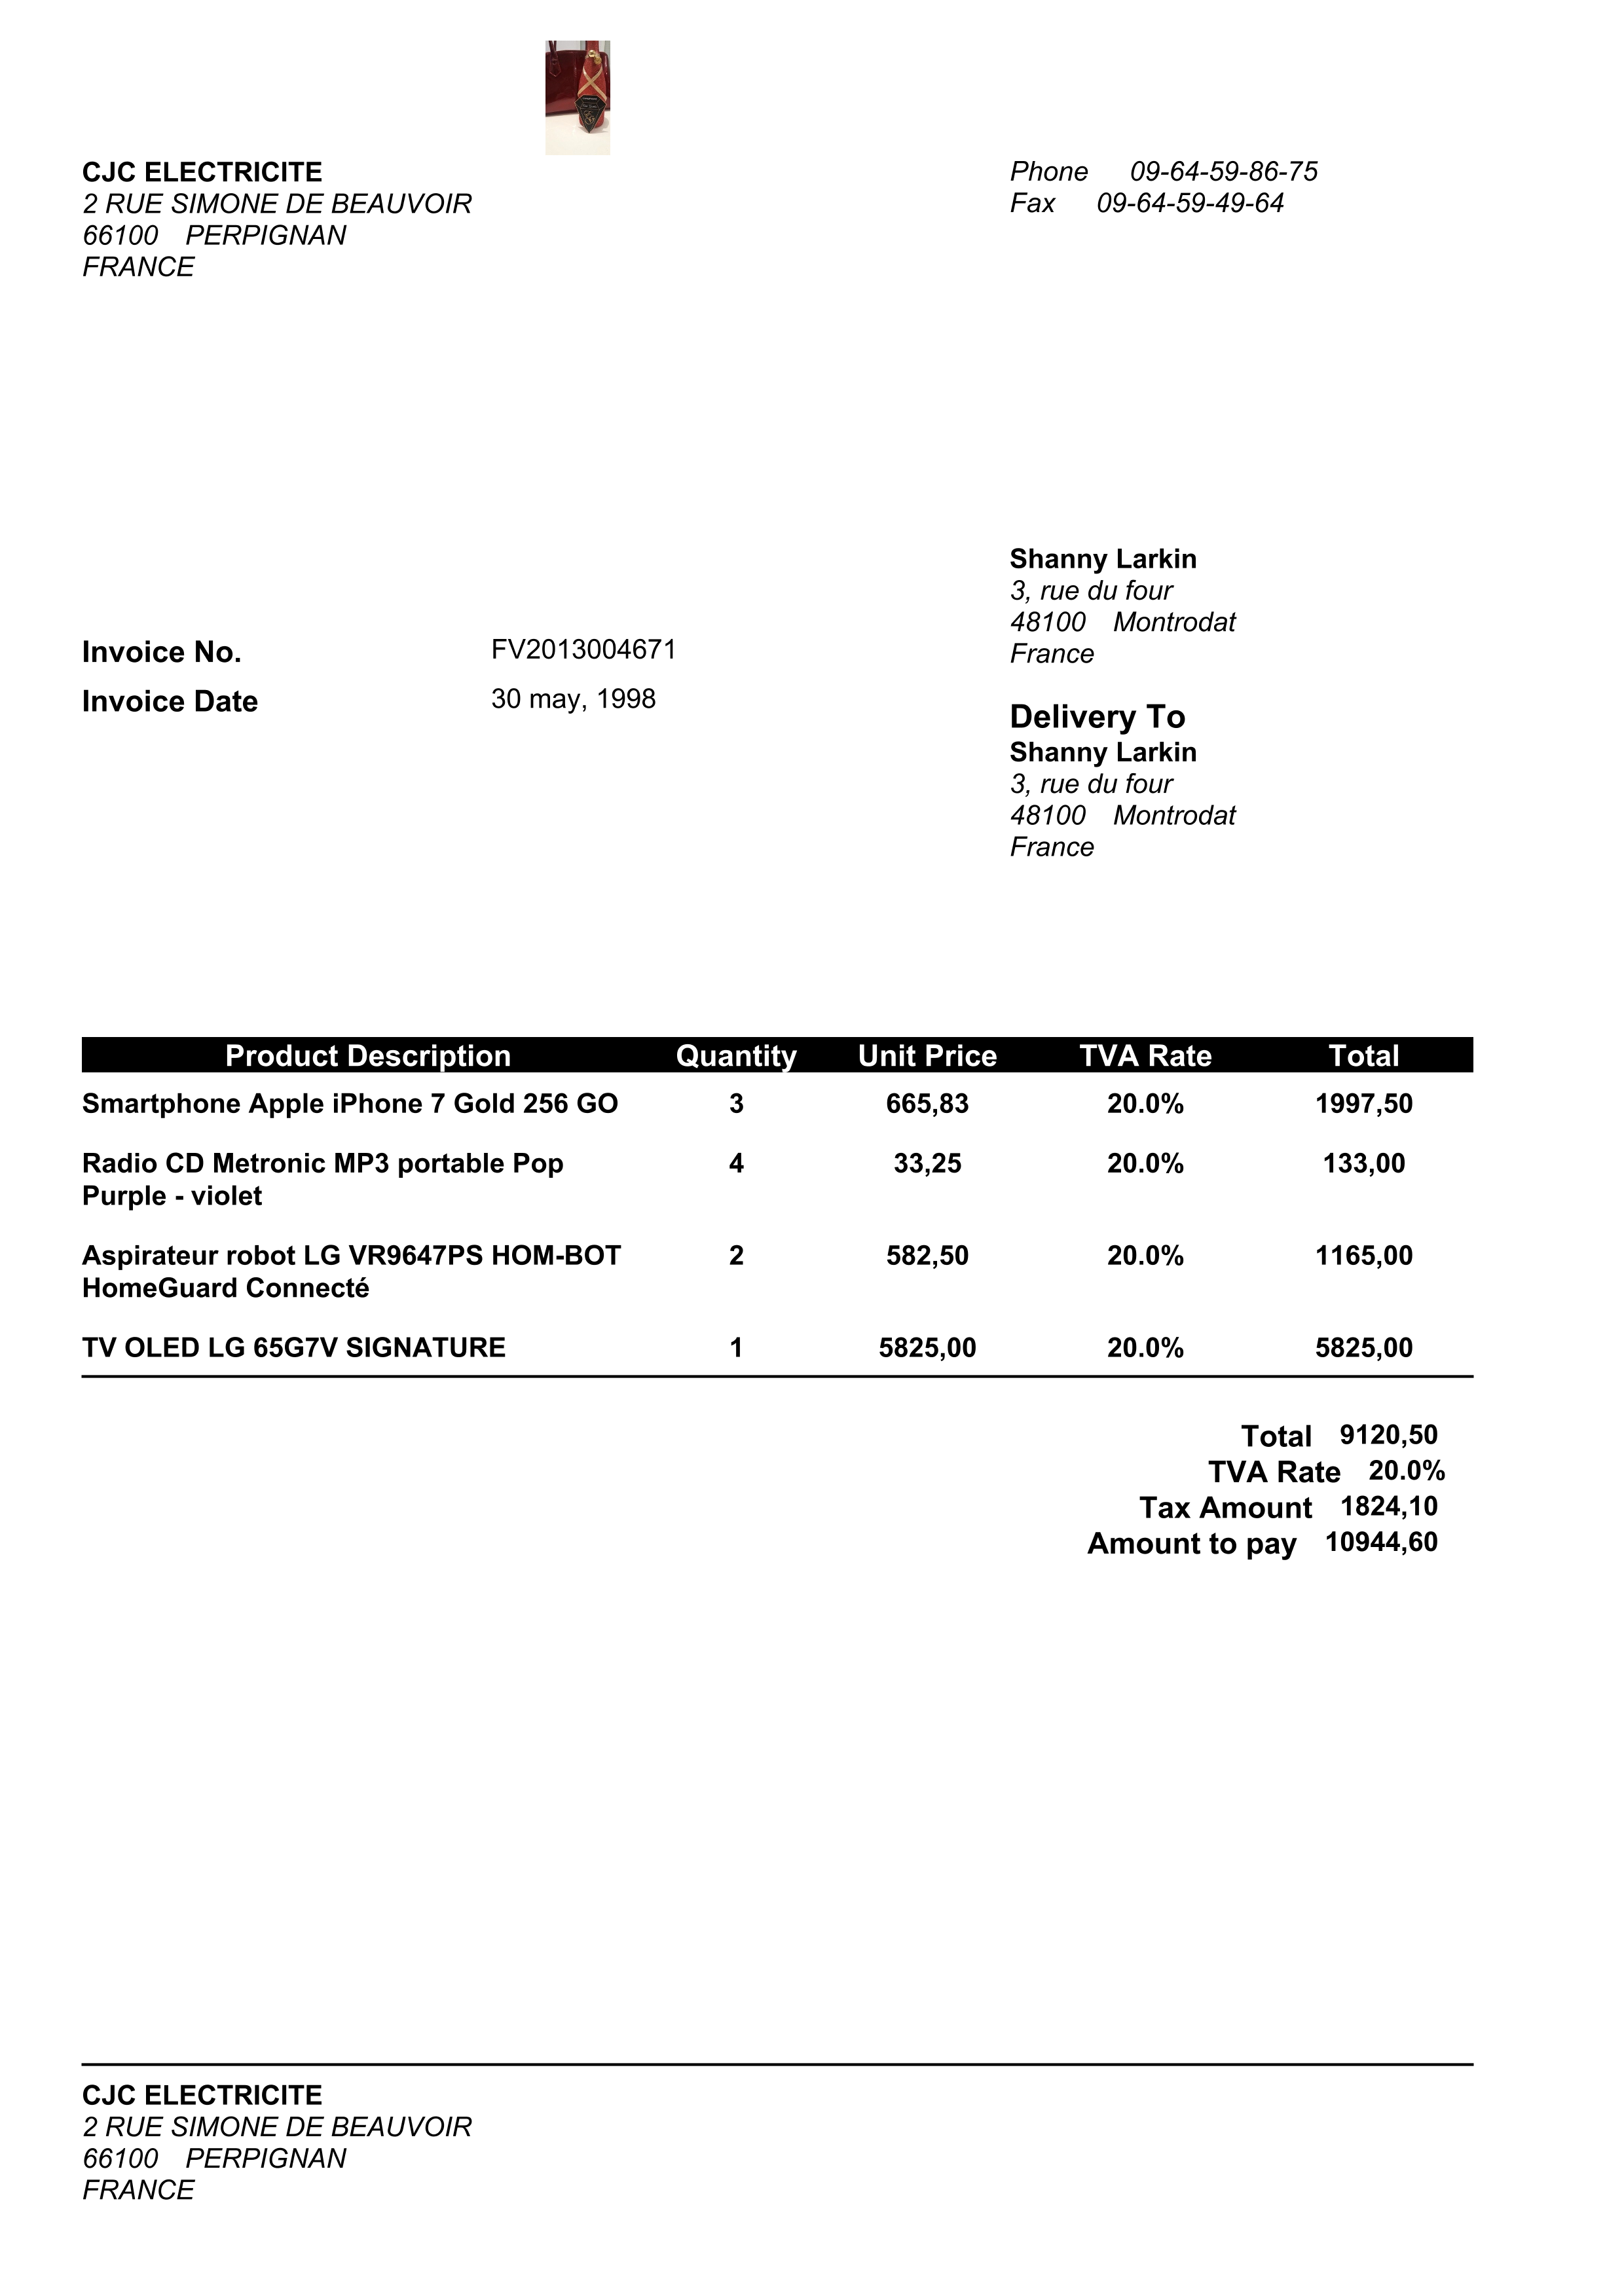 CJC ELECTRICITE
2 RUE SIMONE DE BEAUVOIR
66100 PERPIGNAN
FRANCE
Phone 09-64-59-86-75
Fax 09-64-59-49-64
Shanny Larkin
3, rue du four
48100 Montrodat
France
Invoice No. FV2013004671
Invoice Date 30 may, 1998
Delivery To
Shanny Larkin
3, rue du four
48100 Montrodat
France
Product Description Quantity Unit Price TVA Rate Total
Smartphone Apple iPhone 7 Gold 256 GO 3 665,83 20.0% 1997,50
Radio CD Metronic MP3 portable Pop 4 33,25 20.0% 133,00
Purple - violet
Aspirateur robot LG VR9647PS HOM-BOT 2 582,50 20.0% 1165,00
HomeGuard Connecté
TV OLED LG 65G7V SIGNATURE 1 5825,00 20.0% 5825,00
Total 9120,50
TVA Rate 20.0%
Tax Amount 1824,10
Amount to pay 10944,60
CJC ELECTRICITE
2 RUE SIMONE DE BEAUVOIR
66100 PERPIGNAN
FRANCE